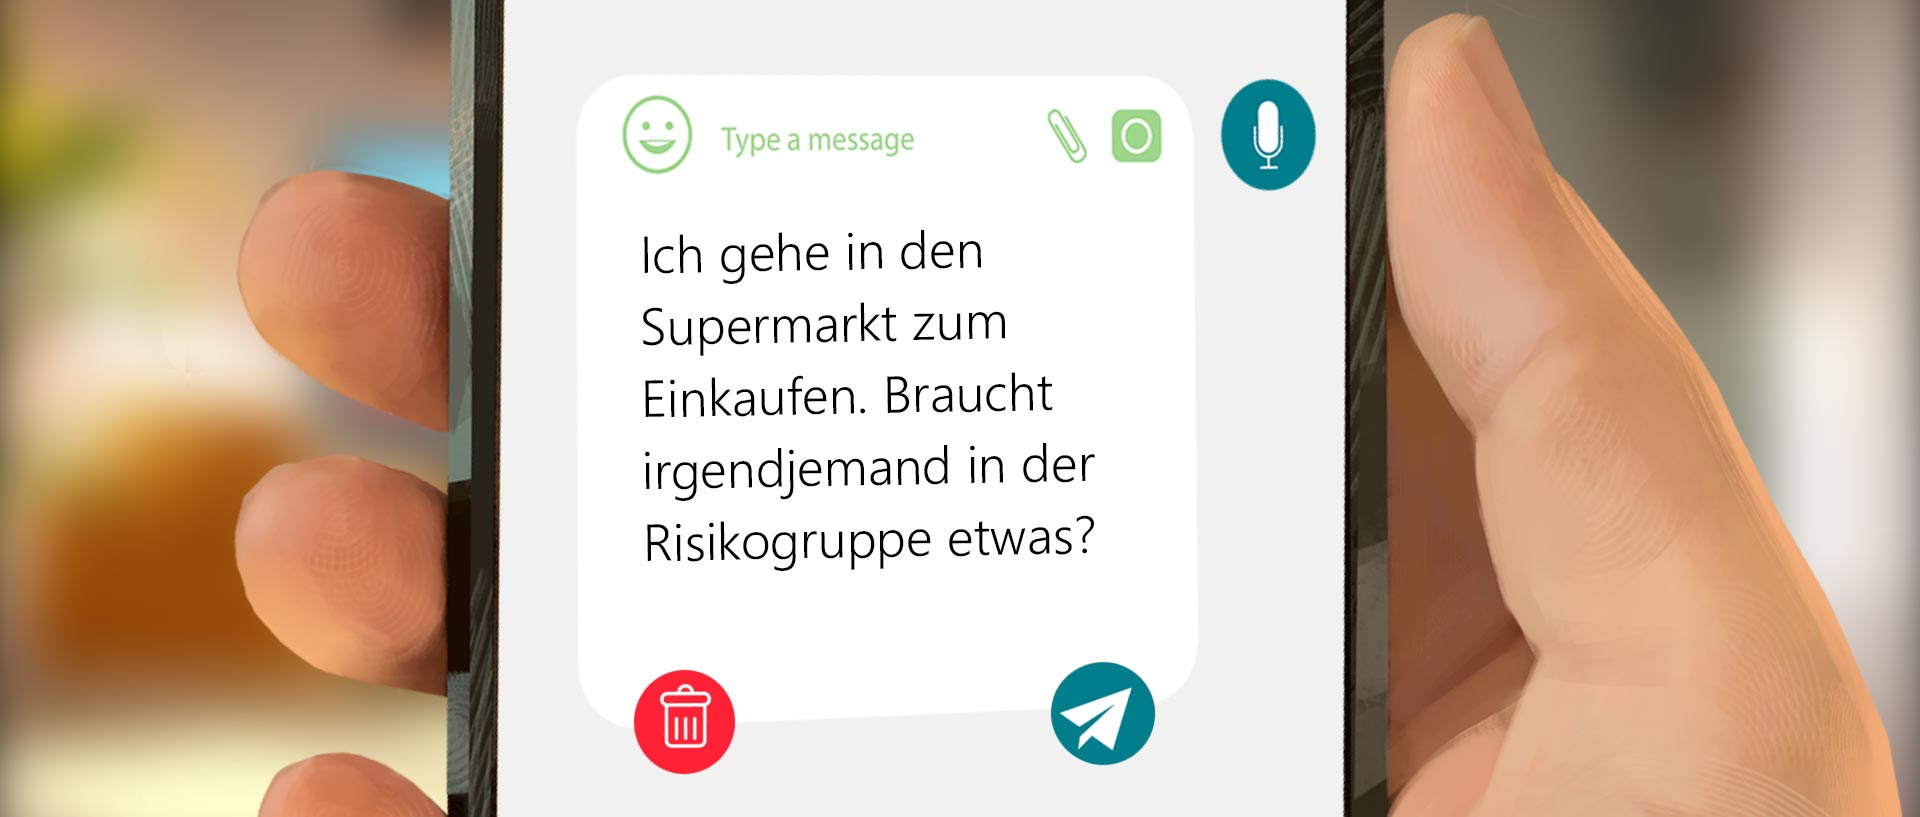 Type a message
Ich gehe in den
Supermarkt zum
Einkaufen. Braucht
irgendjemand in der
Risikogruppe etwas?